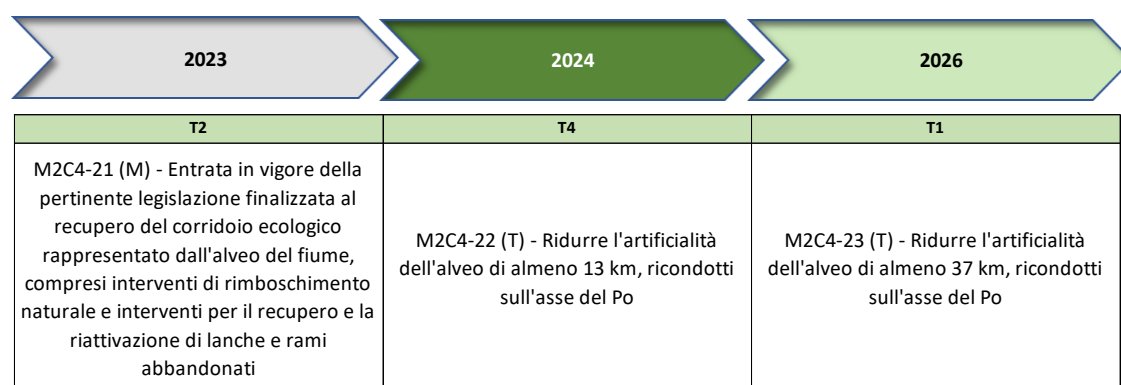 2023
2024
2026
T2
T4
T1
M2C4-21 (M) - Entrata in vigore della
pertinente legislazione finalizzata al
recupero del corridoio ecologico
rappresentato dall'alveo del fiume,
compresi interventi di rimboschimento
naturale e interventi per il recupero e la
riattivazione di lanche e rami
abbandonati
M2C4-22 (T) - Ridurre l'artificialità
dell'alveo di almeno 13 km, ricondotti
sull'asse del Po
M2C4-23 (T) - Ridurre l'artificialità
dell'alveo di almeno 37 km, ricondotti
sull'asse del Po